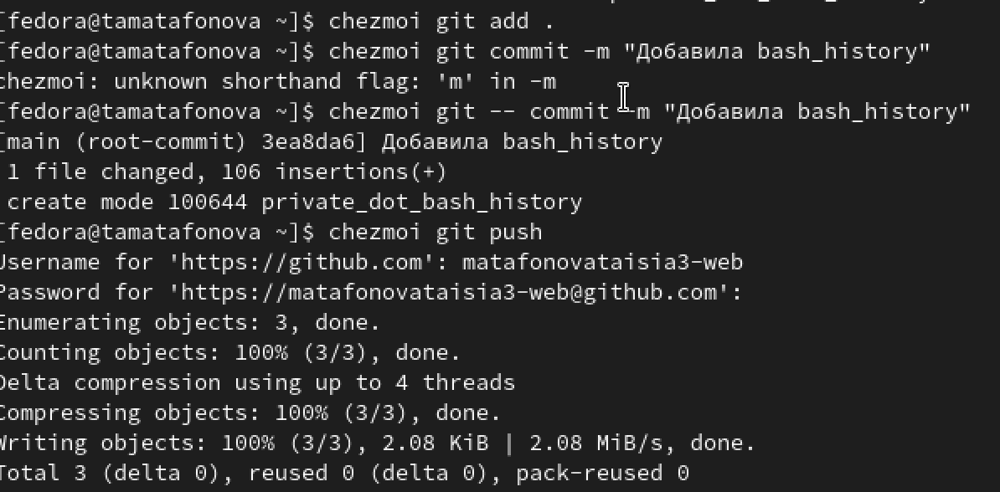 [fedora@tamatafonova ~]$ chezmoi git add .
[fedora@tamatafonova ~]$ chezmoi git commit -m "Добавила bash_history"
chezmoi: unknown shorthand flag: 'm' in -m
[fedora@tamatafonova ~]$ chezmoi git -- commit -m "Добавила bash_history"
[main (root-commit) 3ea8da6] Добавила bash_history
 1 file changed, 106 insertions(+)
 create mode 100644 private_dot_bash_history
[fedora@tamatafonova ~]$ chezmoi git push
Username for 'https://github.com': matafonovataisia3-web
Password for 'https://matafonovataisia3-web@github.com':
Enumerating objects: 3, done.
Counting objects: 100% (3/3), done.
Delta compression using up to 4 threads
Compressing objects: 100% (3/3), done.
Writing objects: 100% (3/3), 2.08 KiB | 2.08 MiB/s, done.
Total 3 (delta 0), reused 0 (delta 0), pack-reused 0